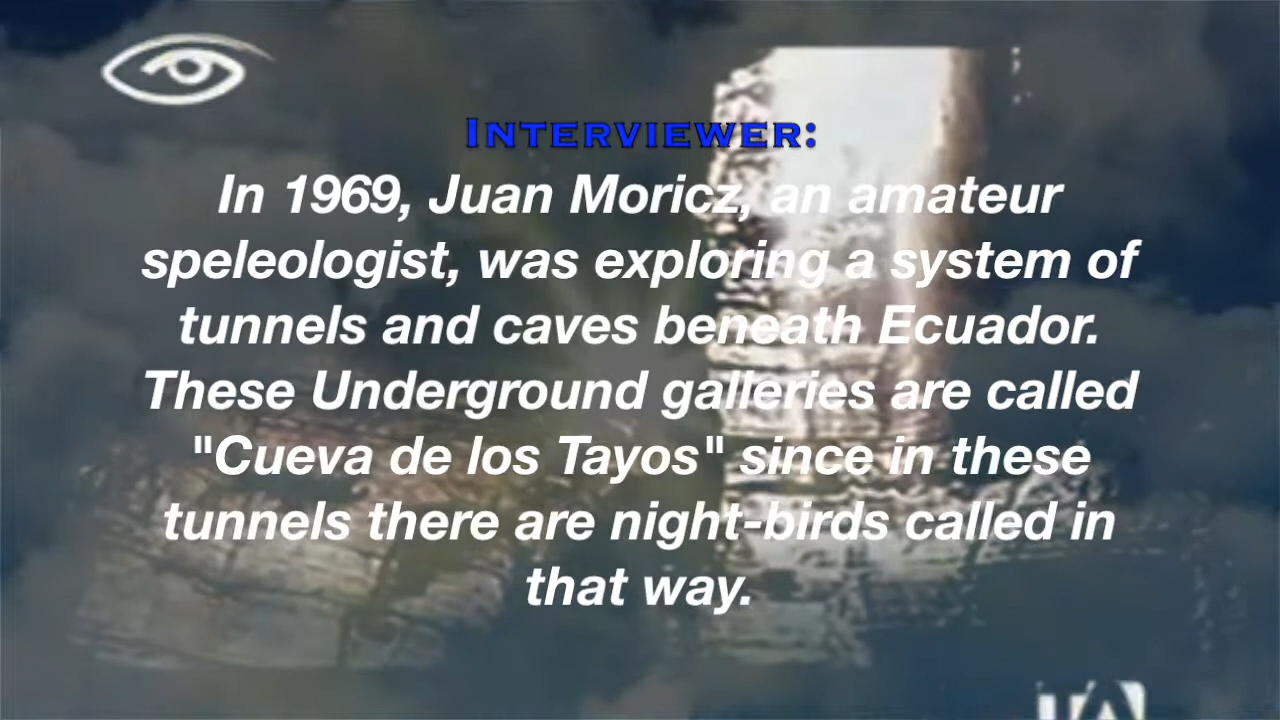 INTERVIEWER:
In 1969, Juan Moricz, an amateur
speleologist, was exploring a system of
tunnels and caves beneath Ecuador.
These Underground galleries are called
"Cueva de los Tayos" since in these
tunnels there are night-birds called in
that way.